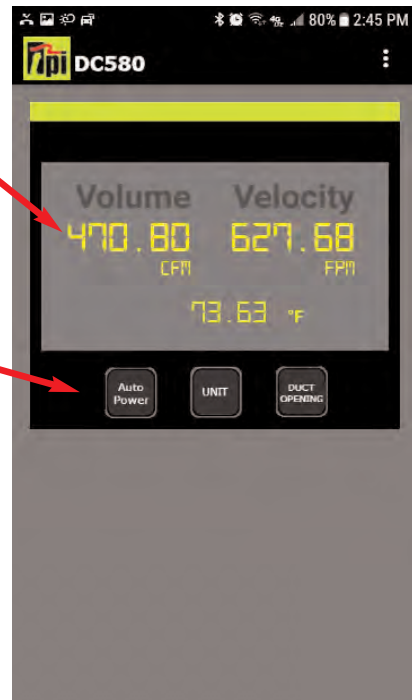 80% 2:45 PM
TPI DC580
Volume Velocity
470.80 627.68
CFM FPM
73.63 °F
Auto Power UNIT DUCT OPENING